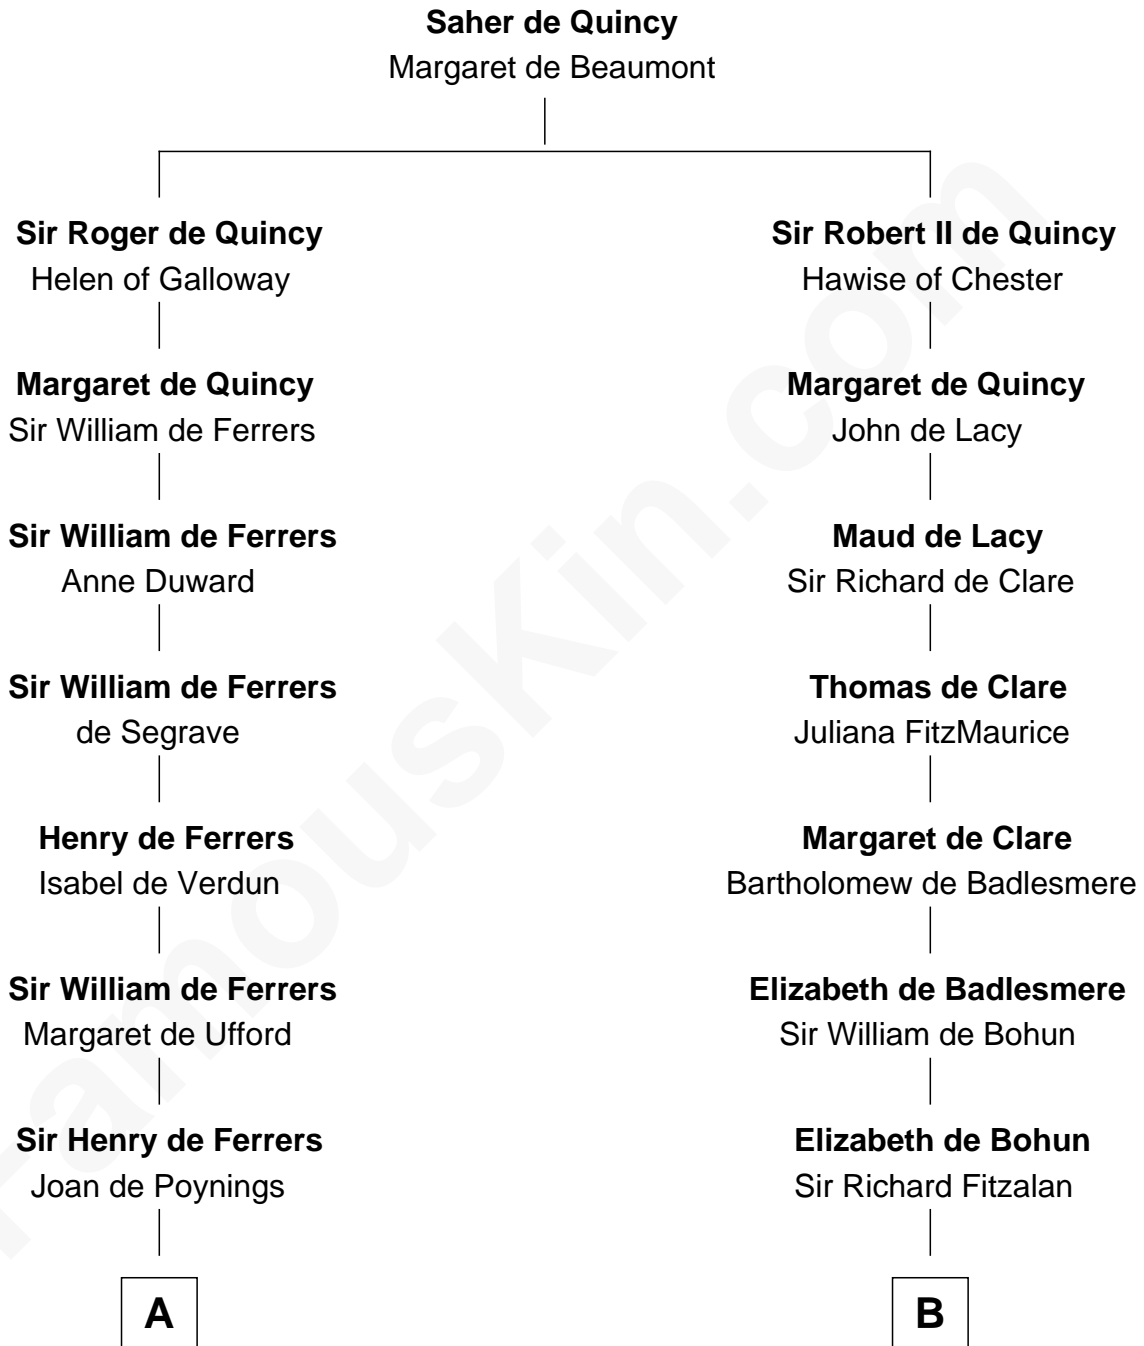 Saher de Quincy
Margaret de Beaumont
Sir Roger de Quincy
Helen of Galloway
Margaret de Quincy
Sir William de Ferrers
Sir William de Ferrers
Anne Duward
Sir William de Ferrers
de Segrave
Henry de Ferrers
Isabel de Verdun
Sir William de Ferrers
Margaret de Ufford
Sir Henry de Ferrers
Joan de Poynings
A
Sir Robert II de Quincy
Hawise of Chester
Margaret de Quincy
John de Lacy
Maud de Lacy
Sir Richard de Clare
Thomas de Clare
Juliana FitzMaurice
Margaret de Clare
Bartholomew de Badlesmere
Elizabeth de Badlesmere
Sir William de Bohun
Elizabeth de Bohun
Sir Richard Fitzalan
B
FamousKin.com